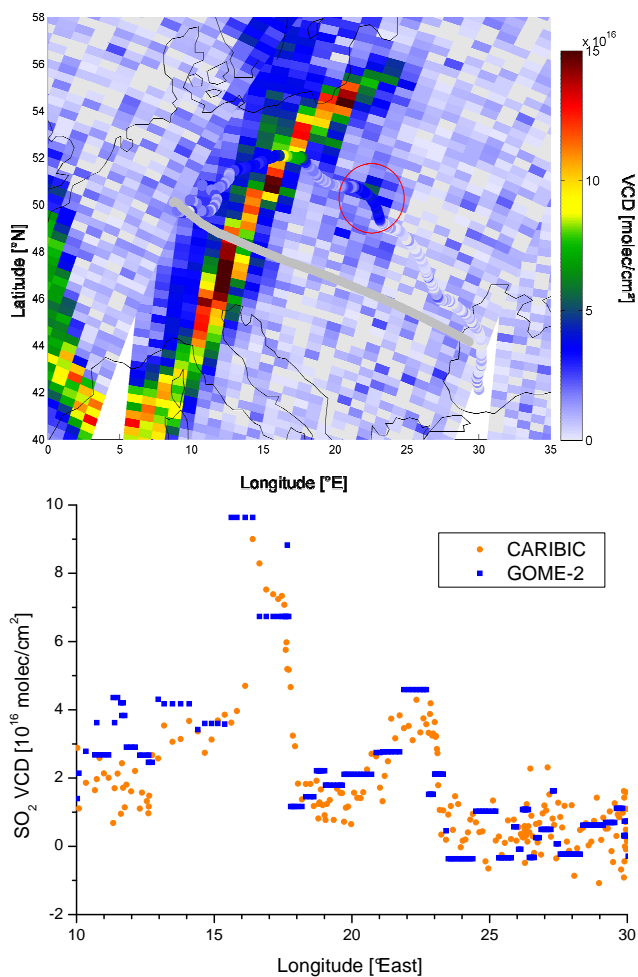 58
56
54
52
50
48
46
44
42
40
0 5 10 15 20 25 30 35
Latitude [°N]
Longitude [°E]
15 x 10^16
10
5
0
VCD [molec/cm²]
10
8
6
4
2
0
-2
10 15 20 25 30
SO₂ VCD [10^16 molec/cm²]
Longitude [°East]
CARIBIC
GOME-2